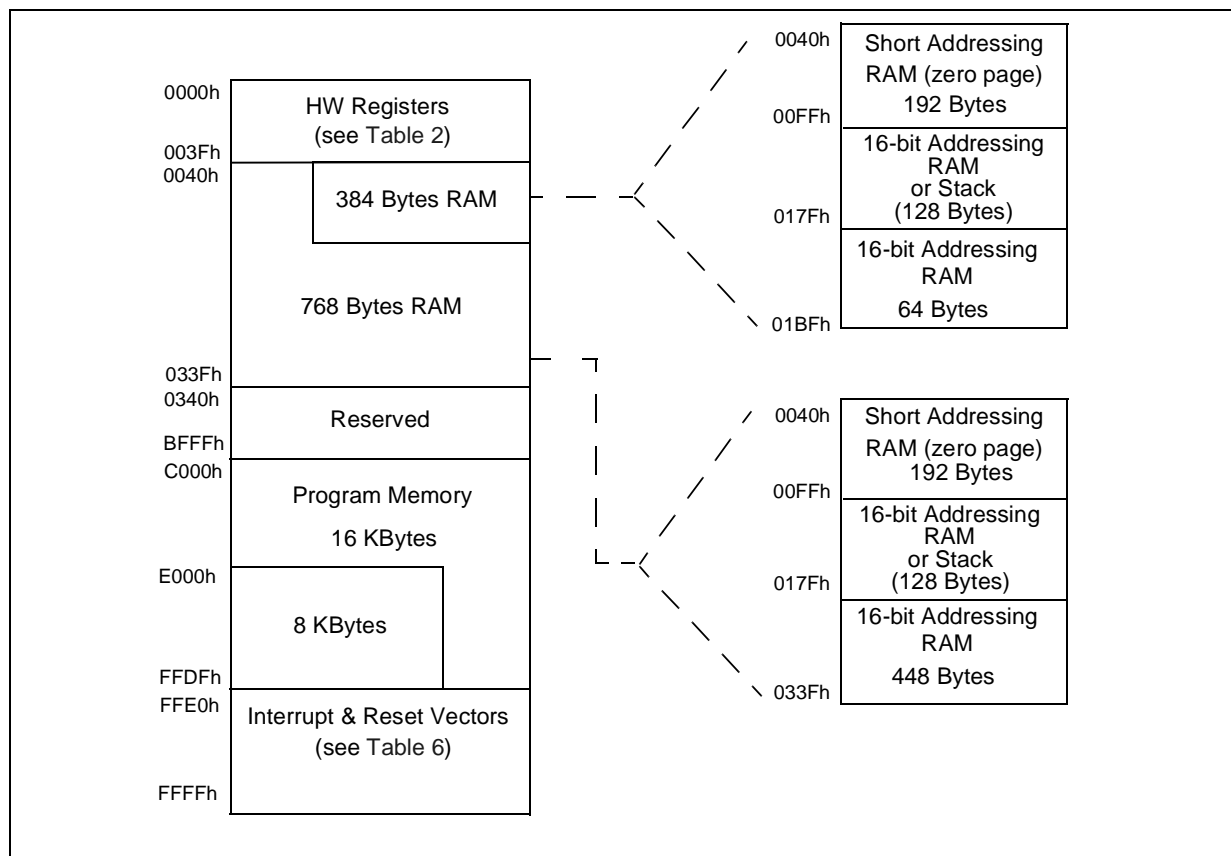 0000h
HW Registers
(see Table 2)
003Fh
0040h
384 Bytes RAM
768 Bytes RAM
033Fh
0340h
Reserved
BFFFh
C000h
Program Memory
16 KBytes
E000h
8 KBytes
FFDFh
FFE0h
Interrupt & Reset Vectors
(see Table 6)
FFFFh
0040h
Short Addressing
RAM (zero page)
192 Bytes
00FFh
16-bit Addressing
RAM
or Stack
(128 Bytes)
017Fh
16-bit Addressing
RAM
64 Bytes
01BFh
0040h
Short Addressing
RAM (zero page)
192 Bytes
00FFh
16-bit Addressing
RAM
or Stack
(128 Bytes)
017Fh
16-bit Addressing
RAM
448 Bytes
033Fh